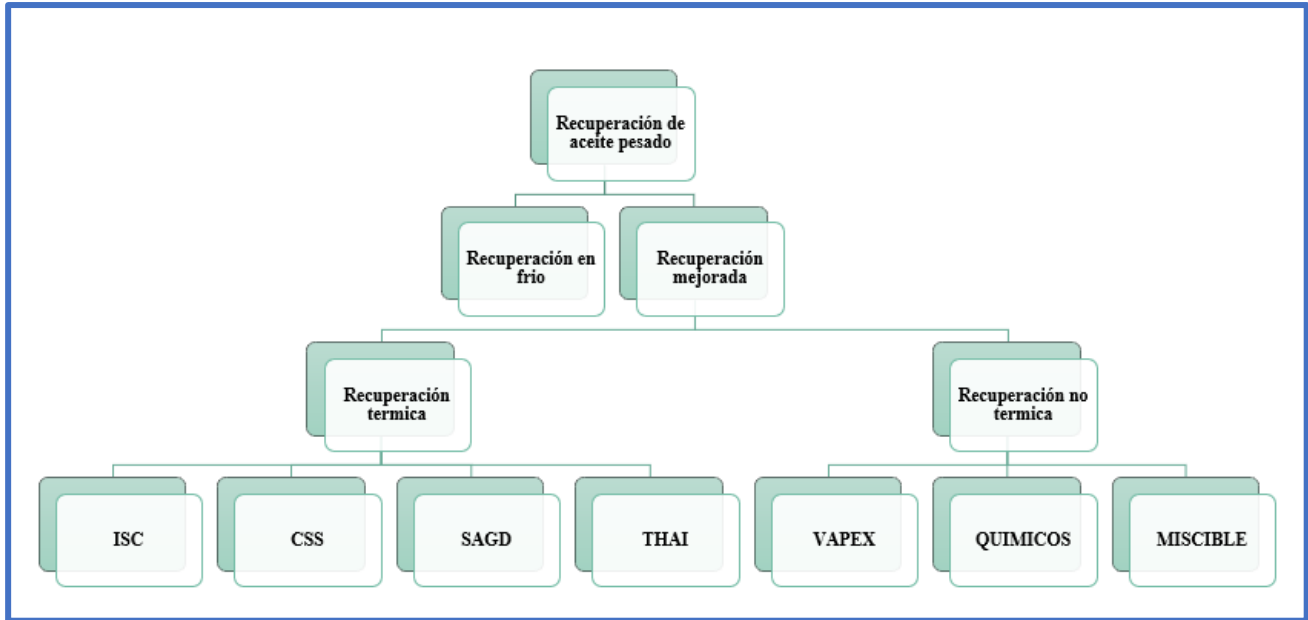 Recuperación de
aceite pesado
Recuperación en
frio
Recuperación
mejorada
Recuperación
termica
Recuperación no
termica
ISC
CSS
SAGD
THAI
VAPEX
QUIMICOS
MISCIBLE